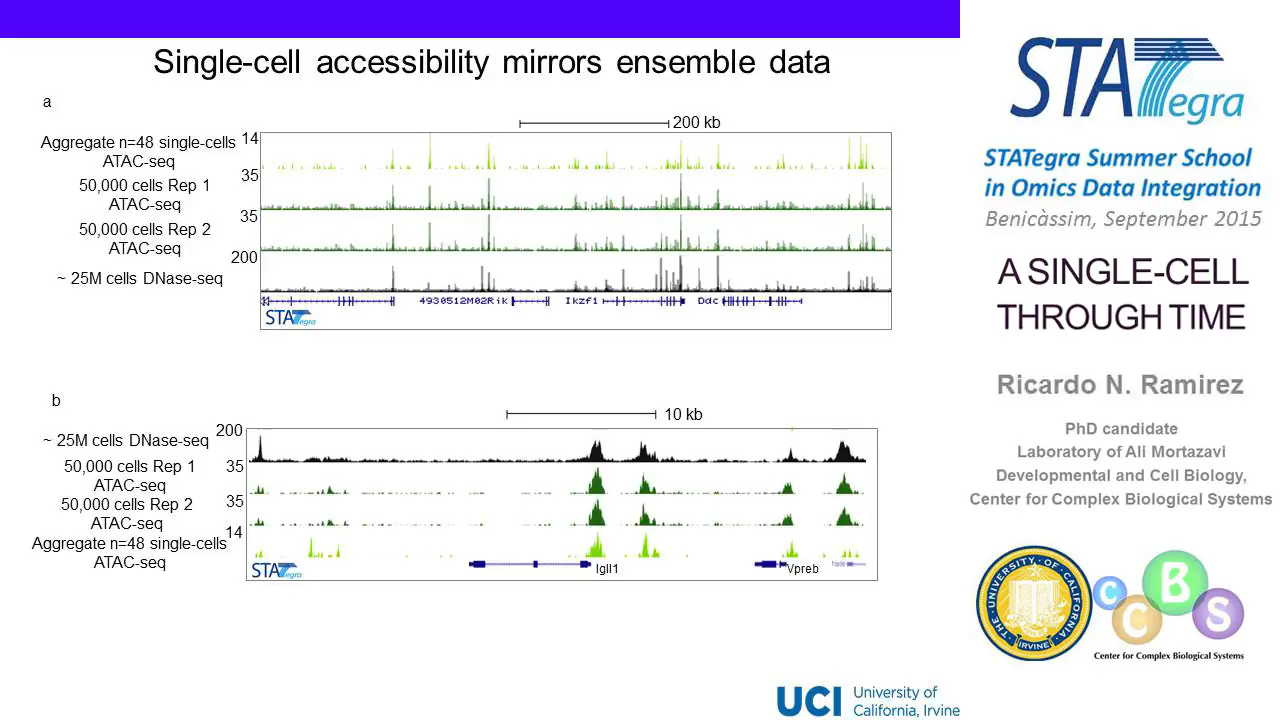 Single-cell accessibility mirrors ensemble data
a
200 kb
Aggregate n=48 single-cells
ATAC-seq
14
50,000 cells Rep 1
ATAC-seq
35
50,000 cells Rep 2
ATAC-seq
35
~ 25M cells DNase-seq
200
4930512M02Rik
Ikzf1
Ddc
STATegra
b
10 kb
~ 25M cells DNase-seq
200
50,000 cells Rep 1
ATAC-seq
35
50,000 cells Rep 2
ATAC-seq
35
Aggregate n=48 single-cells
ATAC-seq
14
Igll1
Vpreb
STATegra
STATegra
STATegra Summer School
in Omics Data Integration
Benicàssim, September 2015
A SINGLE-CELL
THROUGH TIME
Ricardo N. Ramirez
PhD candidate
Laboratory of Ali Mortazavi
Developmental and Cell Biology,
Center for Complex Biological Systems
THE UNIVERSITY OF CALIFORNIA
IRVINE
CCBS
Center for Complex Biological Systems
UCI University of
California, Irvine